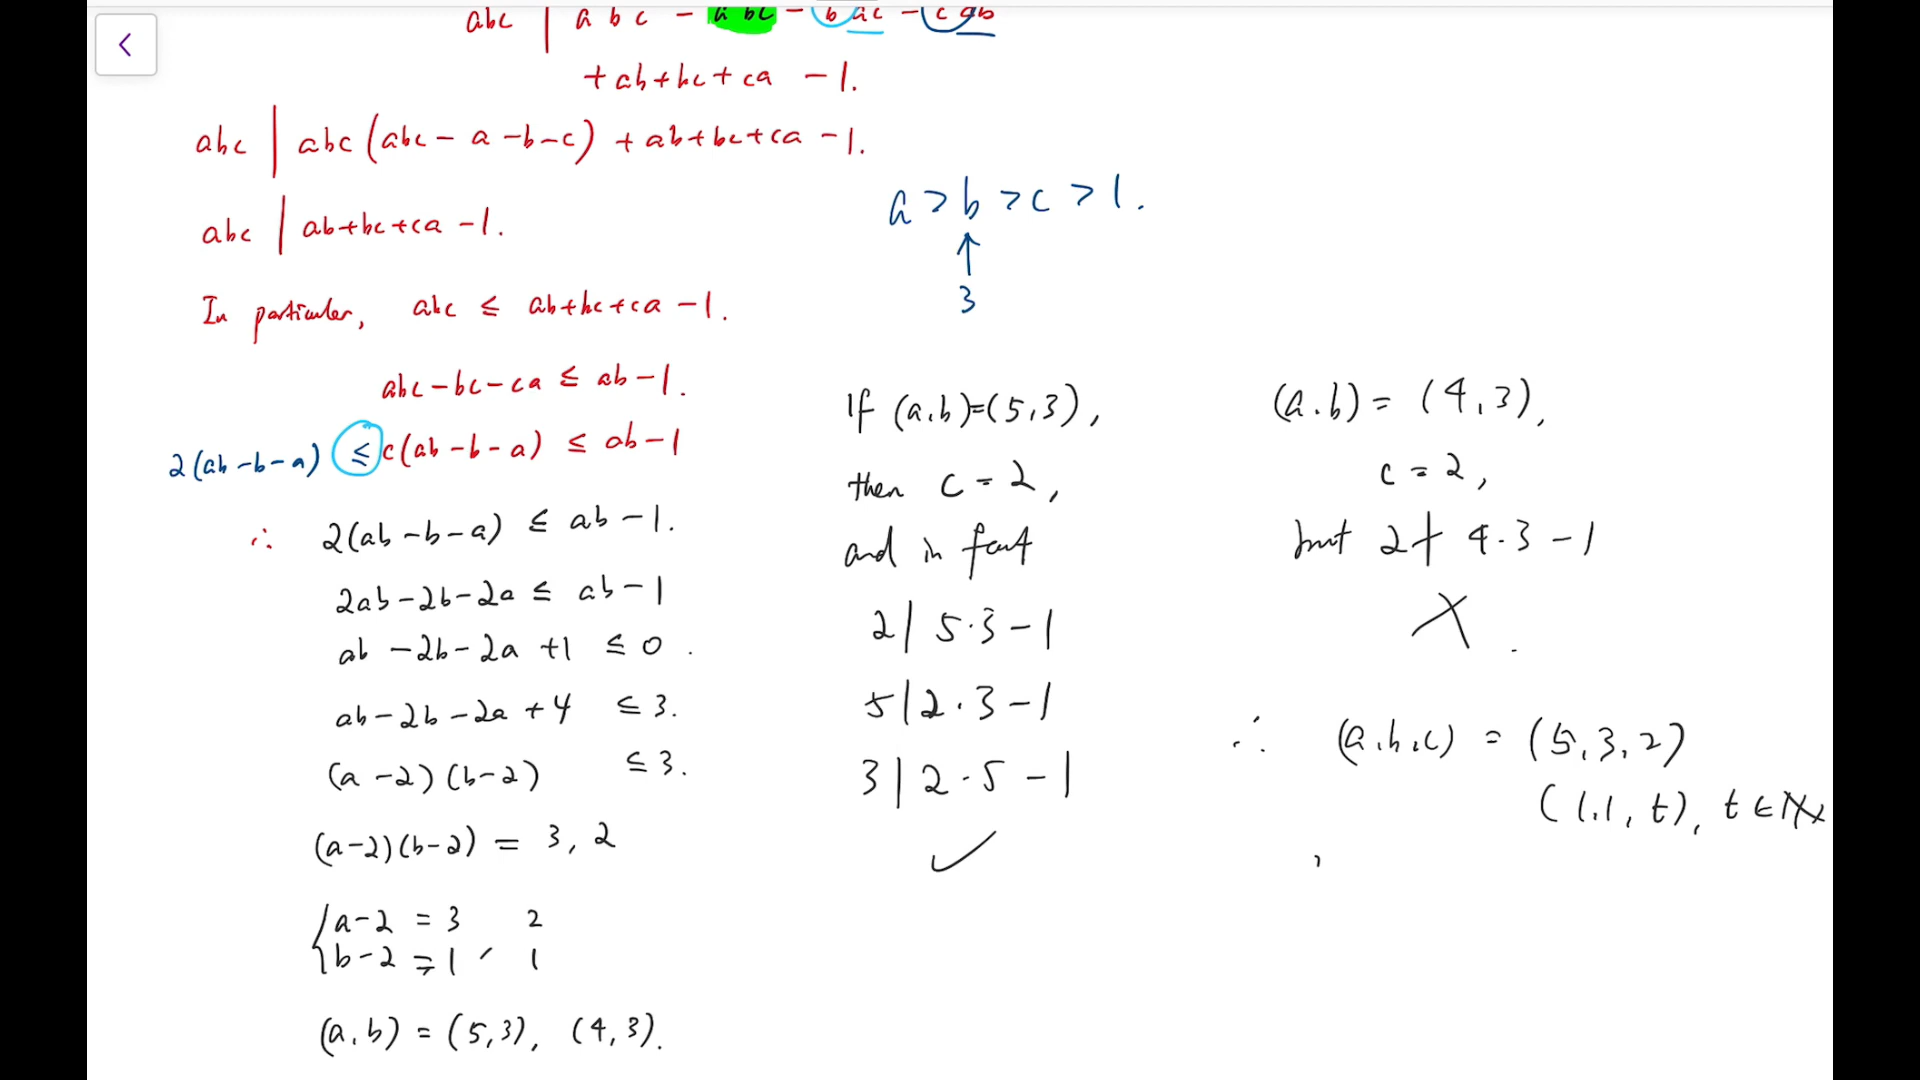 abc | abc - abc - bac - cab
+ ab+bc+ca -1.
abc | abc(abc - a - b - c) + ab+bc+ca -1.
abc | ab+bc+ca -1.
In particular, abc ≤ ab+bc+ca -1.
abc-bc-ca ≤ ab-1.
2(ab-b-a) ≤ c(ab-b-a) ≤ ab-1
∴ 2(ab-b-a) ≤ ab-1.
2ab-2b-2a ≤ ab-1
ab -2b-2a +1 ≤ 0.
ab-2b-2a+4 ≤ 3.
(a-2)(b-2) ≤ 3.
(a-2)(b-2) = 3, 2
a-2 = 3 2
b-2 = 1, 1
(a,b) = (5,3), (4,3).
a > b > c > 1.
↑
3
If (a,b)=(5,3),
then c=2,
and in fact
2 | 5·3-1
5 | 2·3-1
3 | 2·5-1
✓
(a,b) = (4,3),
c=2,
but 2∤4·3-1
X.
∴ (a,b,c) = (5,3,2)
(1,1,t), t∈ℕ